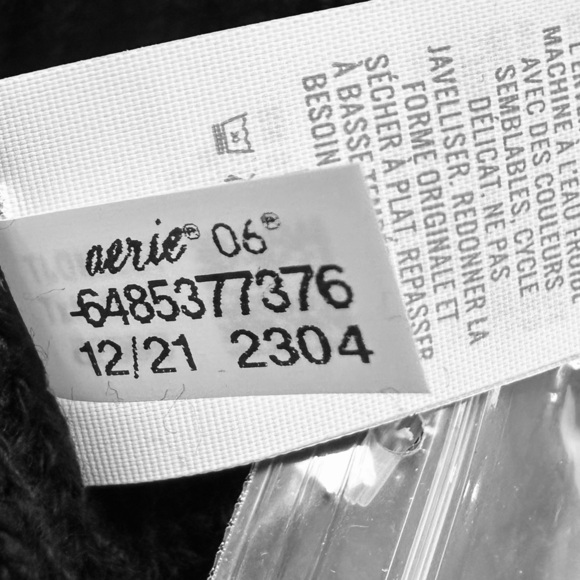 aerie® 06®
-6485377376
12/21 2304
MACHINE À L'EAU
AVEC DES COULEURS
SEMBLABLES. CYCLE
DÉLICAT. NE PAS
JAVELLISER. REDONNER LA
FORME ORIGINALE ET
SÉCHER À PLAT. REPASSER
À BASSE
BESOIN